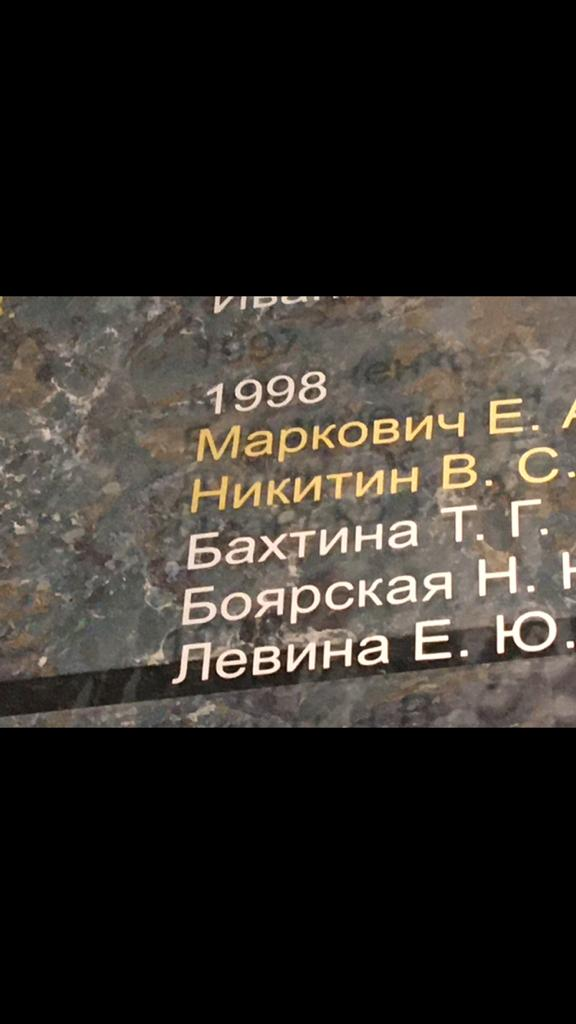 1998
Маркович Е. А
Никитин В. С.
Бахтина Т. Г.
Боярская Н. Н
Левина Е. Ю.